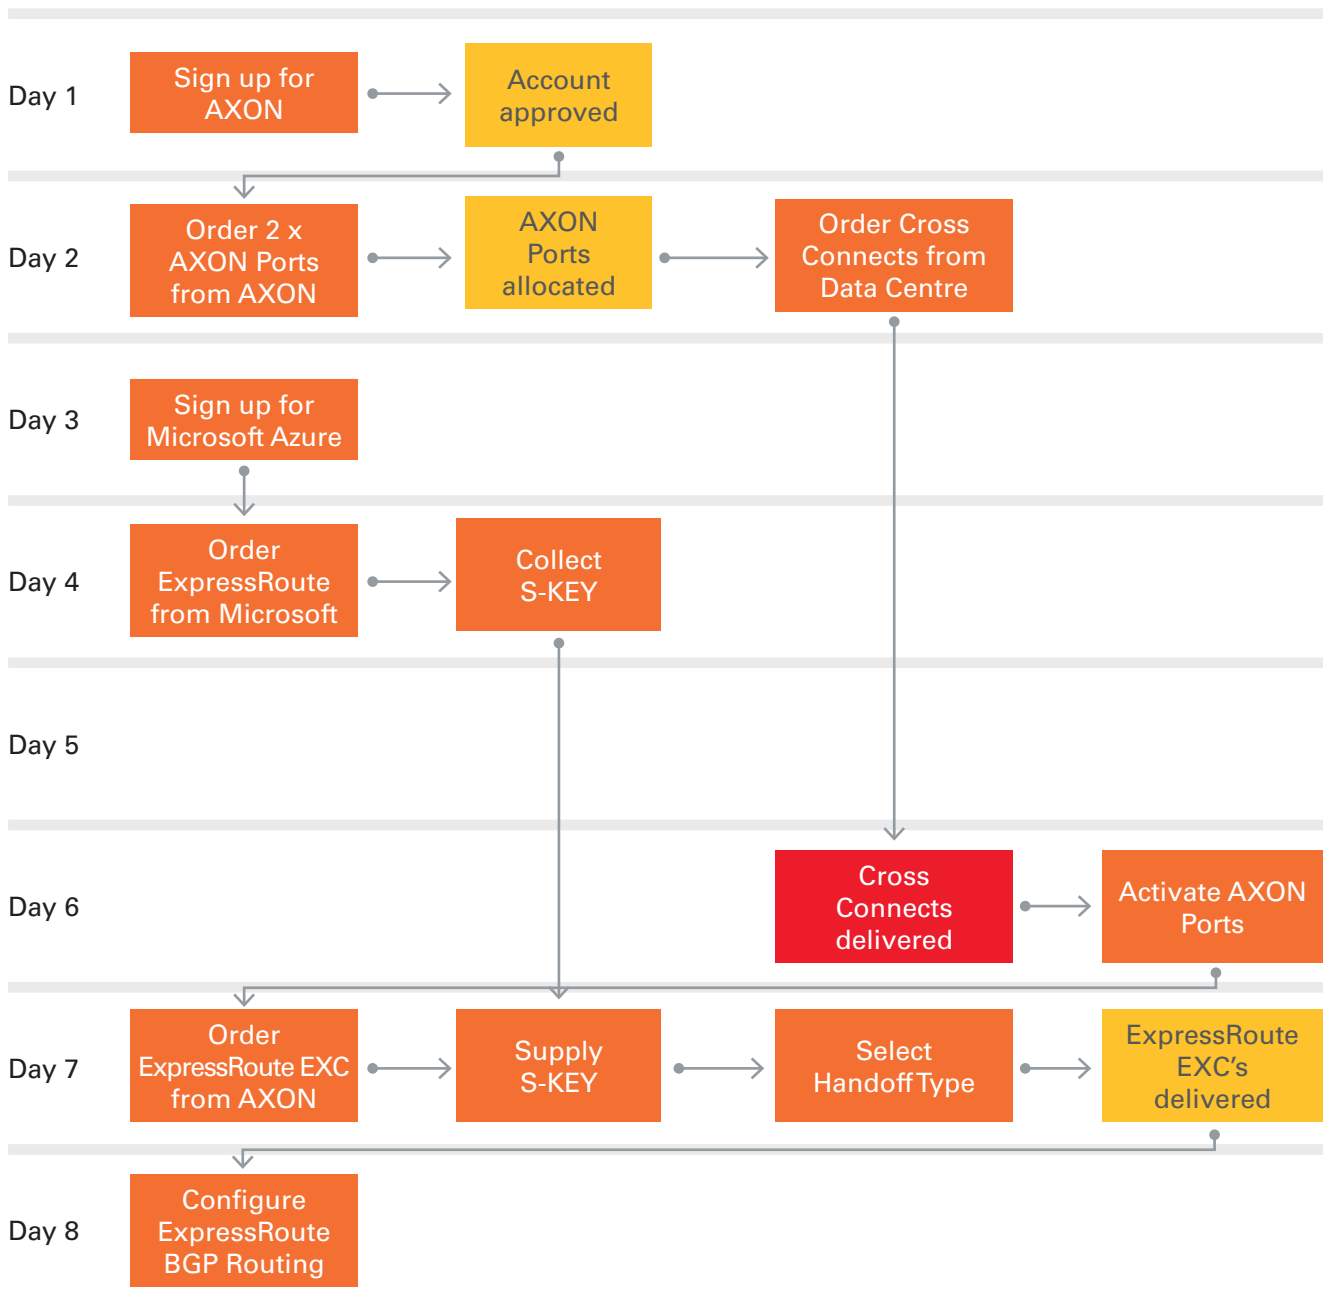 Day 1
Sign up for
AXON
Account
approved
Day 2
Order 2 x
AXON Ports
from AXON
AXON
Ports
allocated
Order Cross
Connects from
Data Centre
Day 3
Sign up for
Microsoft Azure
Day 4
Order
ExpressRoute
from Microsoft
Collect
S-KEY
Day 5
Day 6
Cross
Connects
delivered
Activate AXON
Ports
Day 7
Order
ExpressRoute EXC
from AXON
Supply
S-KEY
Select
Handoff Type
ExpressRoute
EXC's
delivered
Day 8
Configure
ExpressRoute
BGP Routing